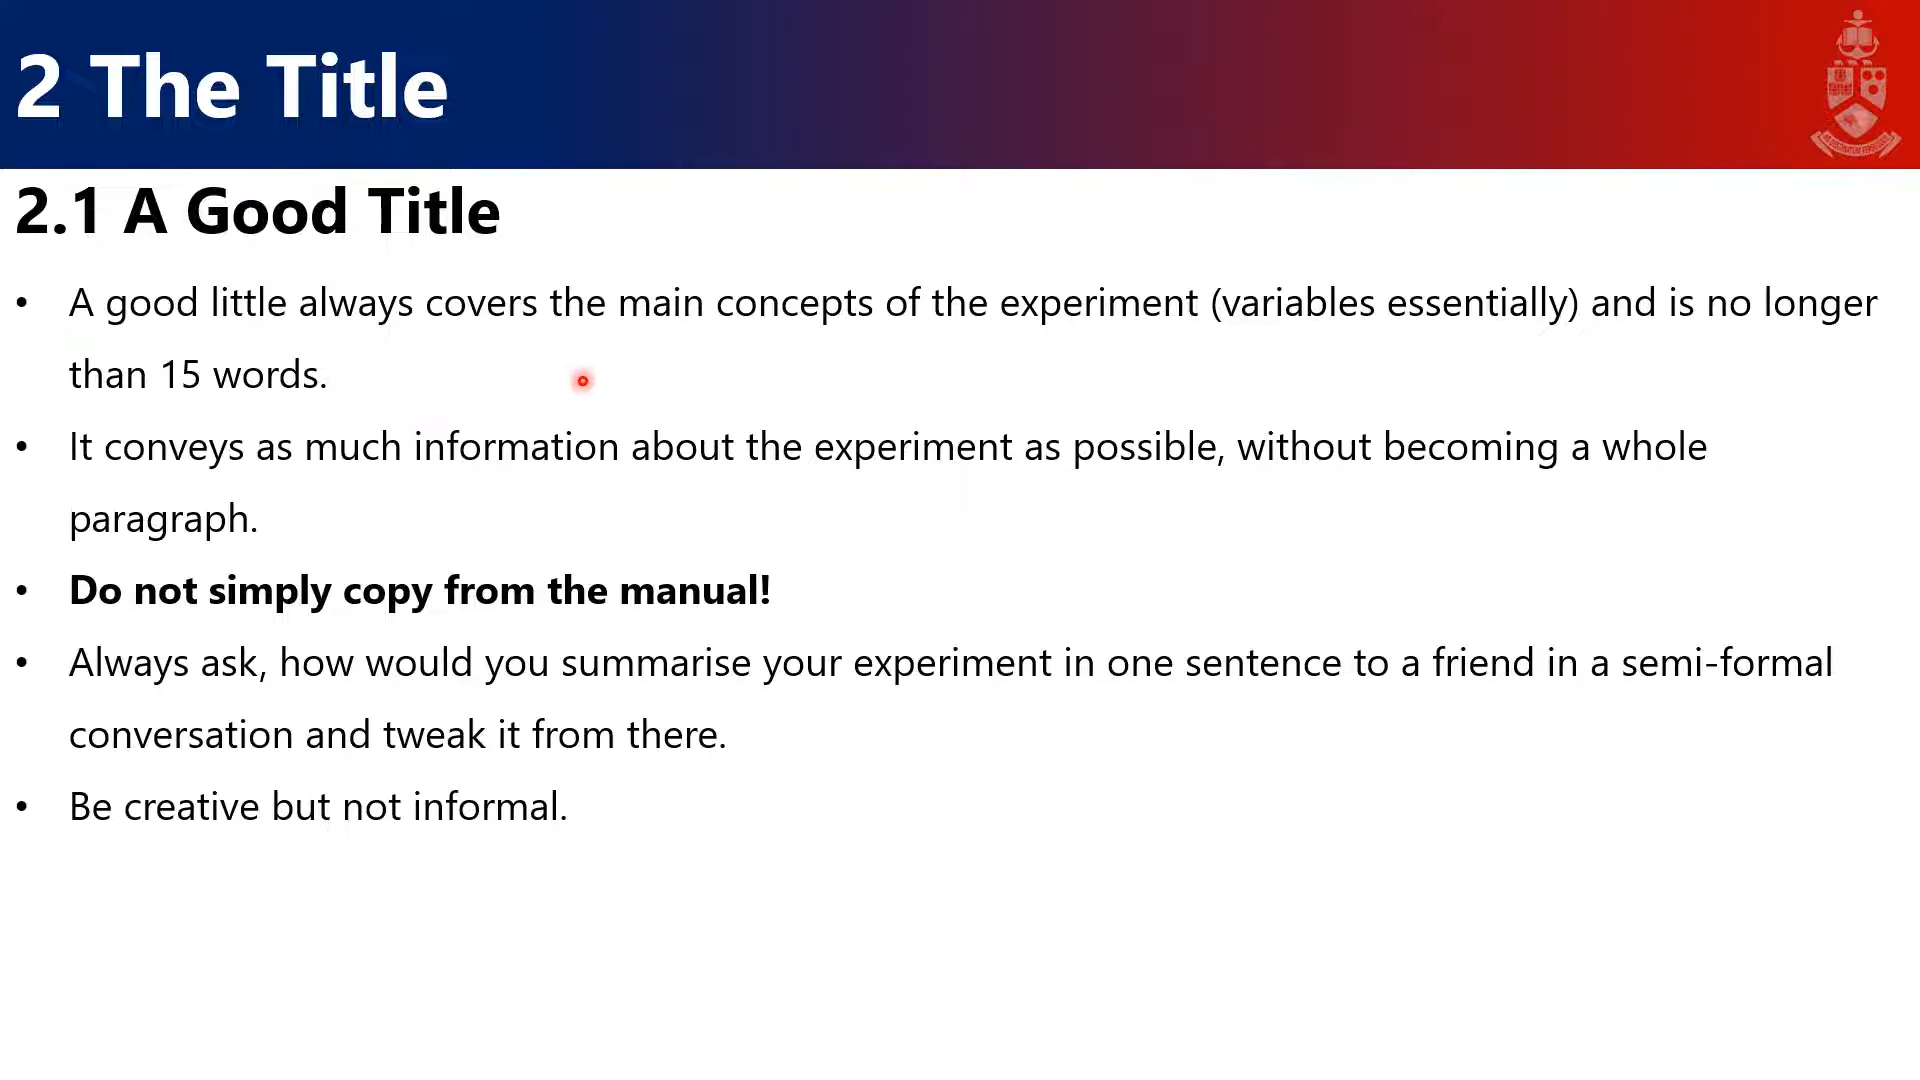 2 The Title
2.1 A Good Title
• A good little always covers the main concepts of the experiment (variables essentially) and is no longer
than 15 words.
• It conveys as much information about the experiment as possible, without becoming a whole
paragraph.
• Do not simply copy from the manual!
• Always ask, how would you summarise your experiment in one sentence to a friend in a semi-formal
conversation and tweak it from there.
• Be creative but not informal.